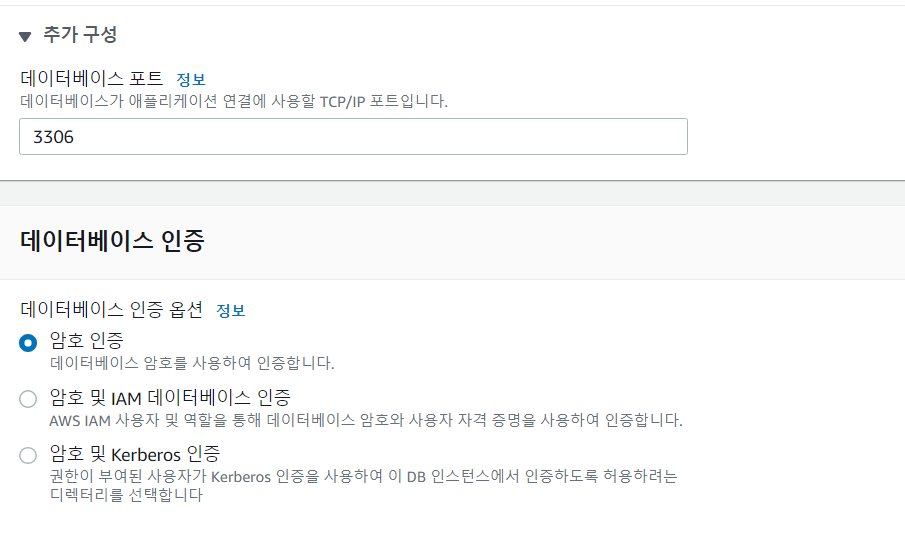 추가 구성
데이터베이스 포트 정보
데이터베이스가 애플리케이션 연결에 사용할 TCP/IP 포트입니다.
3306
데이터베이스 인증
데이터베이스 인증 옵션 정보
암호 인증
데이터베이스 암호를 사용하여 인증합니다.
암호 및 IAM 데이터베이스 인증
AWS IAM 사용자 및 역할을 통해 데이터베이스 암호와 사용자 자격 증명을 사용하여 인증합니다.
암호 및 Kerberos 인증
권한이 부여된 사용자가 Kerberos 인증을 사용하여 이 DB 인스턴스에서 인증하도록 허용하려는
디렉터리를 선택합니다